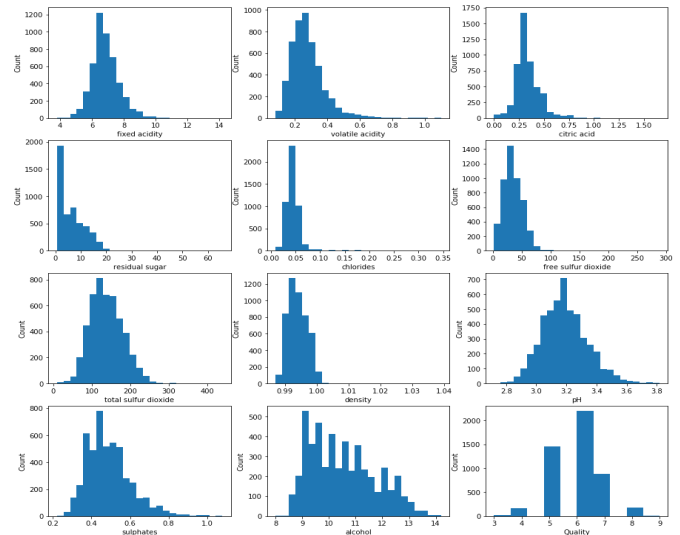 1200
1000
800
600
400
200
0
Count
4 6 8 10 12 14
fixed acidity
1000
800
600
400
200
0
Count
0.2 0.4 0.6 0.8 1.0
volatile acidity
1750
1500
1250
1000
750
500
250
0
Count
0.00 0.25 0.50 0.75 1.00 1.25 1.50
citric acid
2000
1500
1000
500
0
Count
0 10 20 30 40 50 60
residual sugar
2000
1500
1000
500
0
Count
0.00 0.05 0.10 0.15 0.20 0.25 0.30 0.35
chlorides
1400
1200
1000
800
600
400
200
0
Count
0 50 100 150 200 250 300
free sulfur dioxide
800
600
400
200
0
Count
0 100 200 300 400
total sulfur dioxide
1200
1000
800
600
400
200
0
Count
0.99 1.00 1.01 1.02 1.03 1.04
density
700
600
500
400
300
200
100
0
Count
2.8 3.0 3.2 3.4 3.6 3.8
pH
800
600
400
200
0
Count
0.2 0.4 0.6 0.8 1.0
sulphates
500
400
300
200
100
0
Count
8 9 10 11 12 13 14
alcohol
2000
1500
1000
500
0
Count
3 4 5 6 7 8 9
Quality